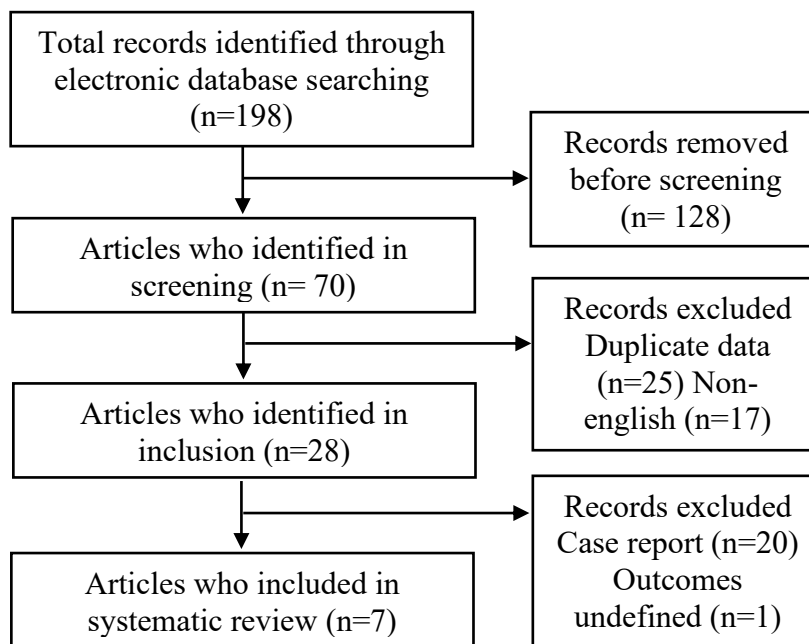 Total records identified through
electronic database searching
(n=198)
Records removed
before screening
(n= 128)
Articles who identified in
screening (n= 70)
Records excluded
Duplicate data
(n=25) Non-
english (n=17)
Articles who identified in
inclusion (n=28)
Records excluded
Case report (n=20)
Outcomes
undefined (n=1)
Articles who included in
systematic review (n=7)